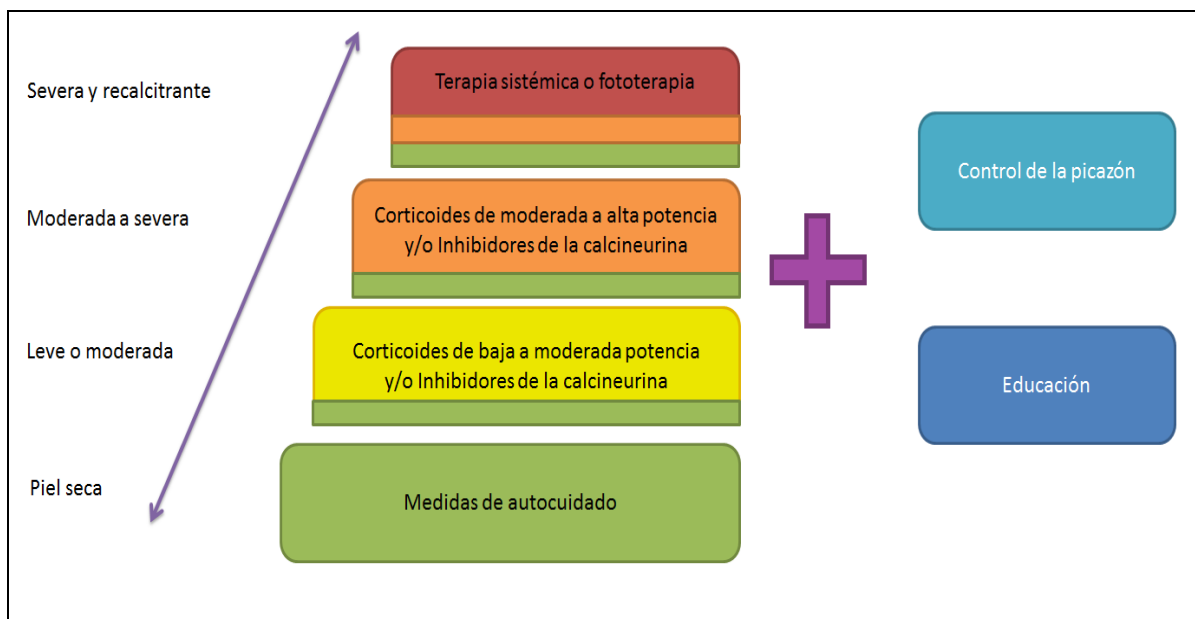 Severa y recalcitrante
Terapia sistémica o fototerapia
Control de la picazón
Moderada a severa
Corticoides de moderada a alta potencia
y/o Inhibidores de la calcineurina
Leve o moderada
Corticoides de baja a moderada potencia
y/o Inhibidores de la calcineurina
Educación
Piel seca
Medidas de autocuidado